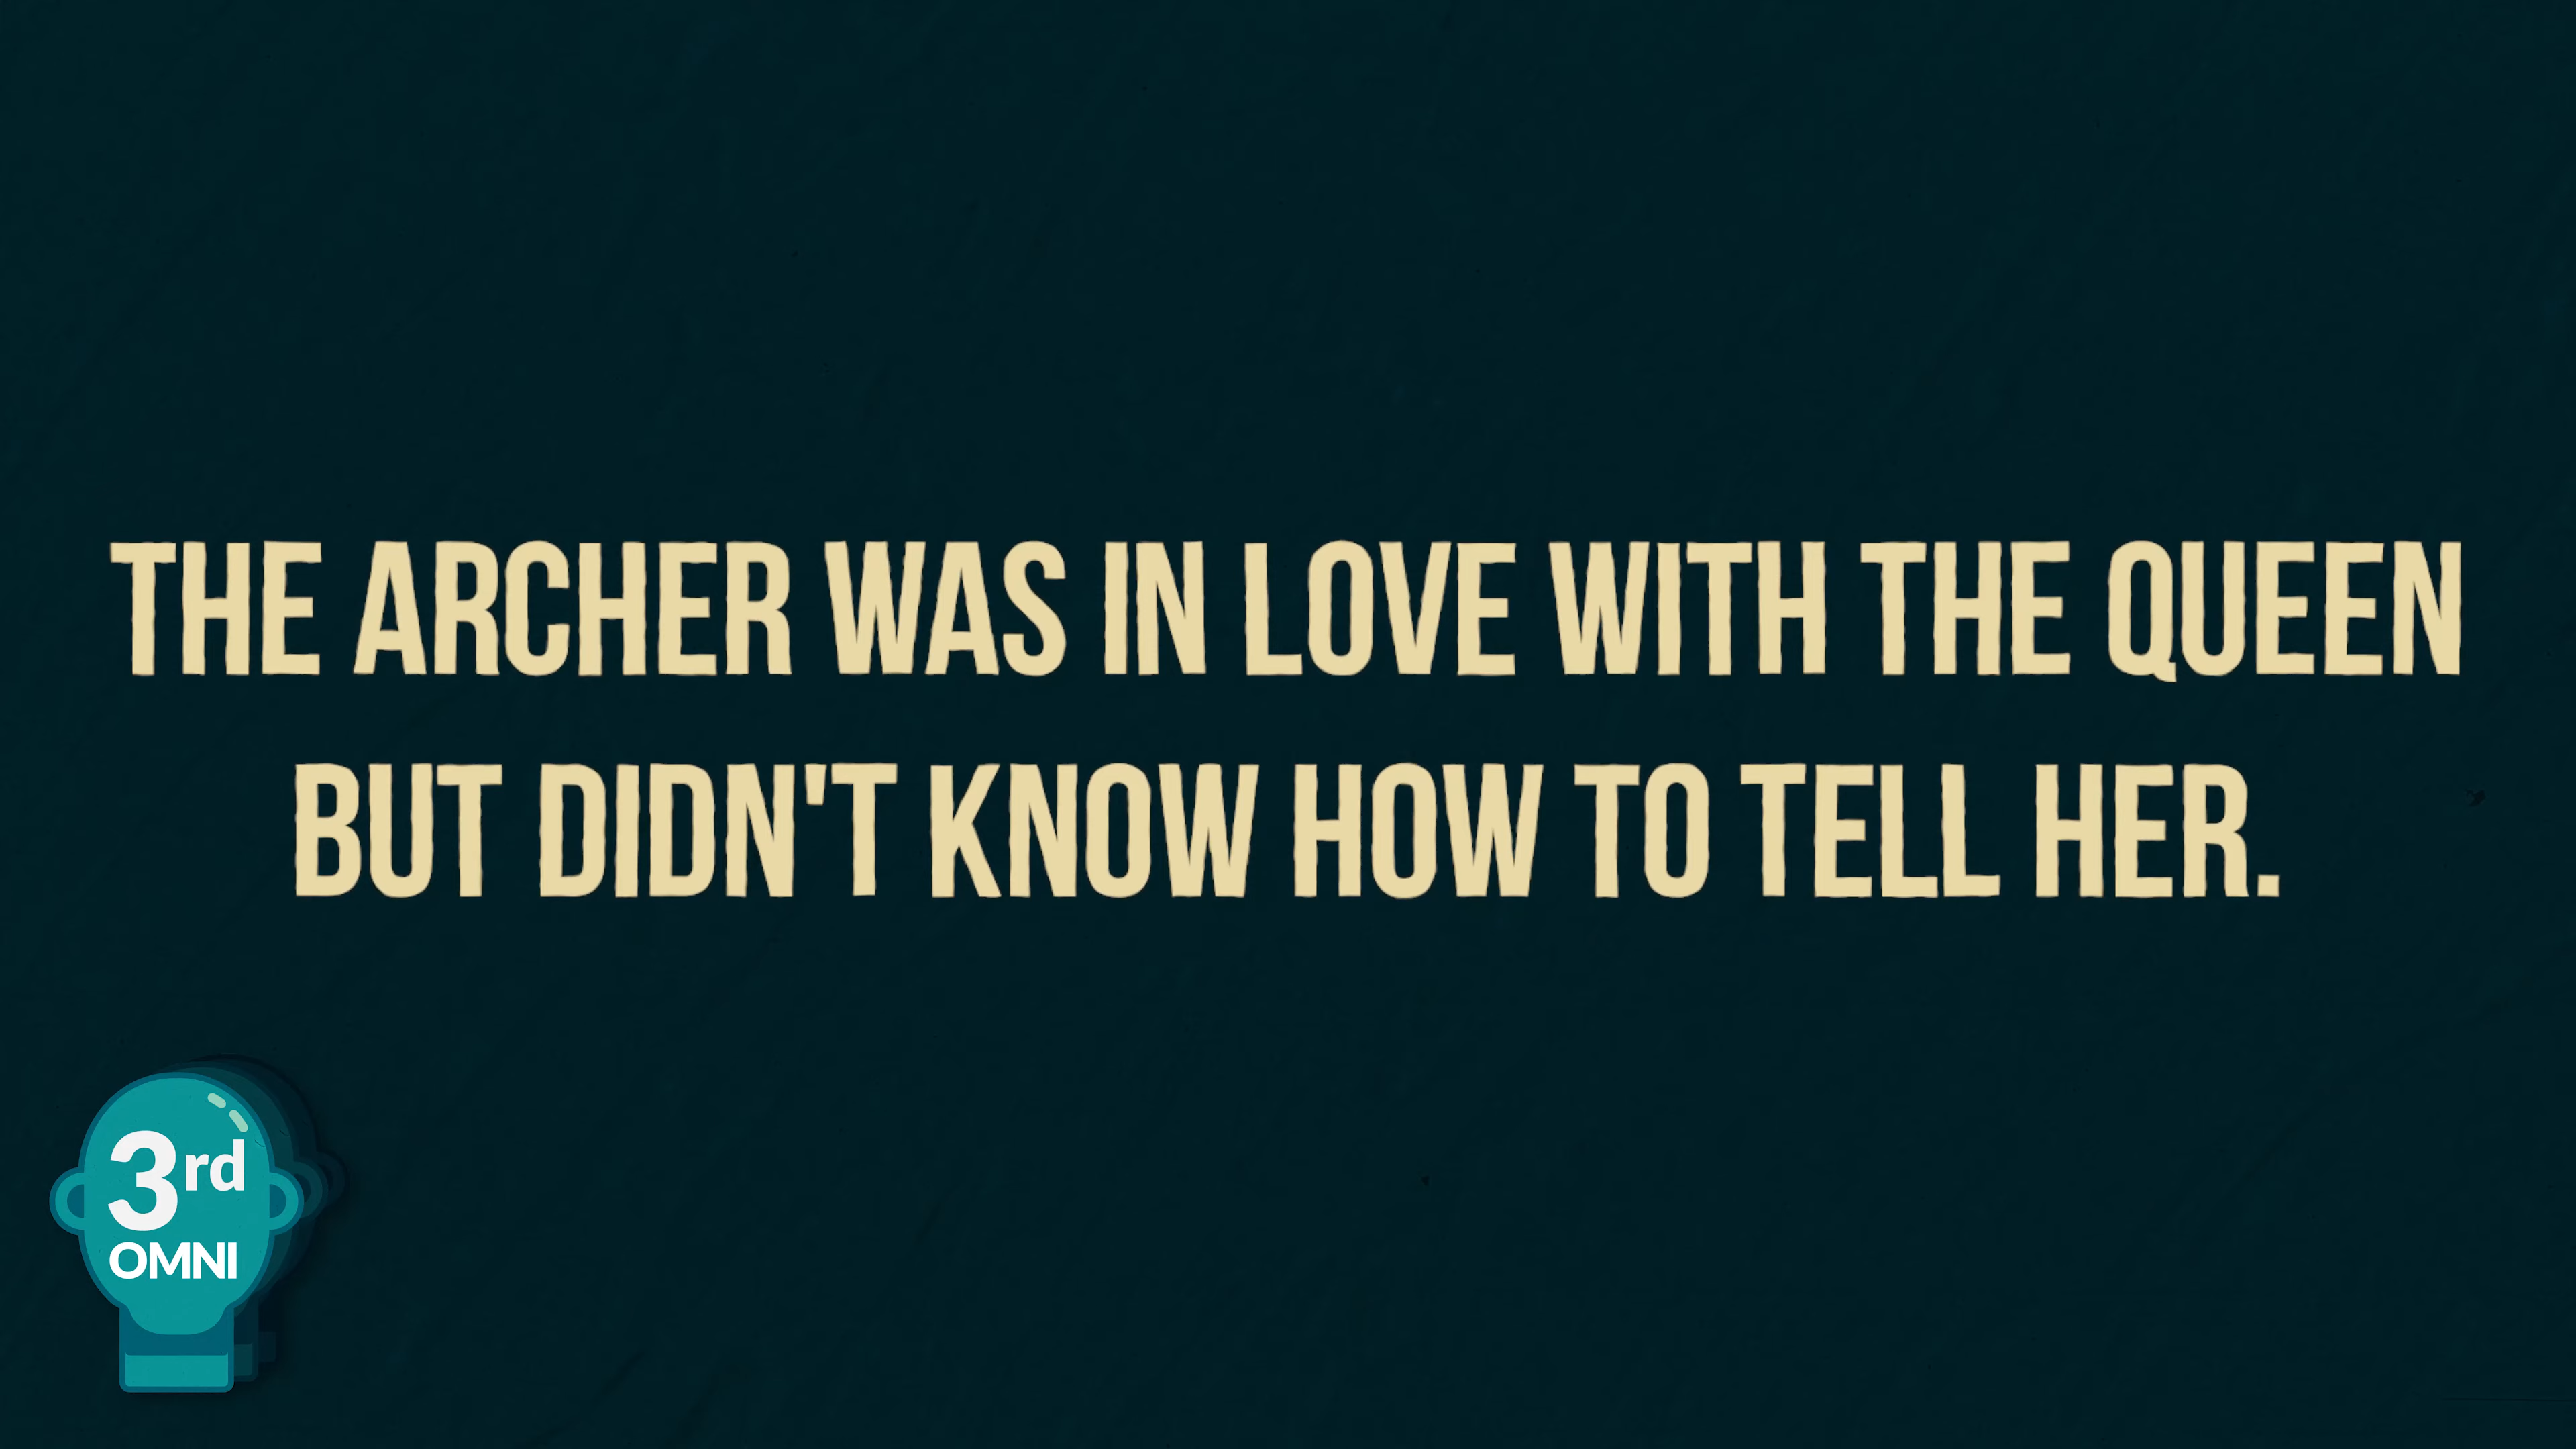 THE ARCHER WAS IN LOVE WITH THE QUEEN
BUT DIDN'T KNOW HOW TO TELL HER.
3rd
OMNI